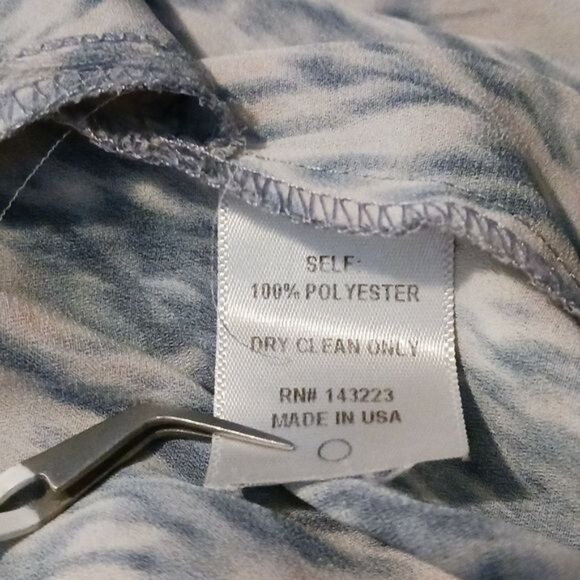 SELF:
100% POLYESTER
DRY CLEAN ONLY
RN# 143223
MADE IN USA